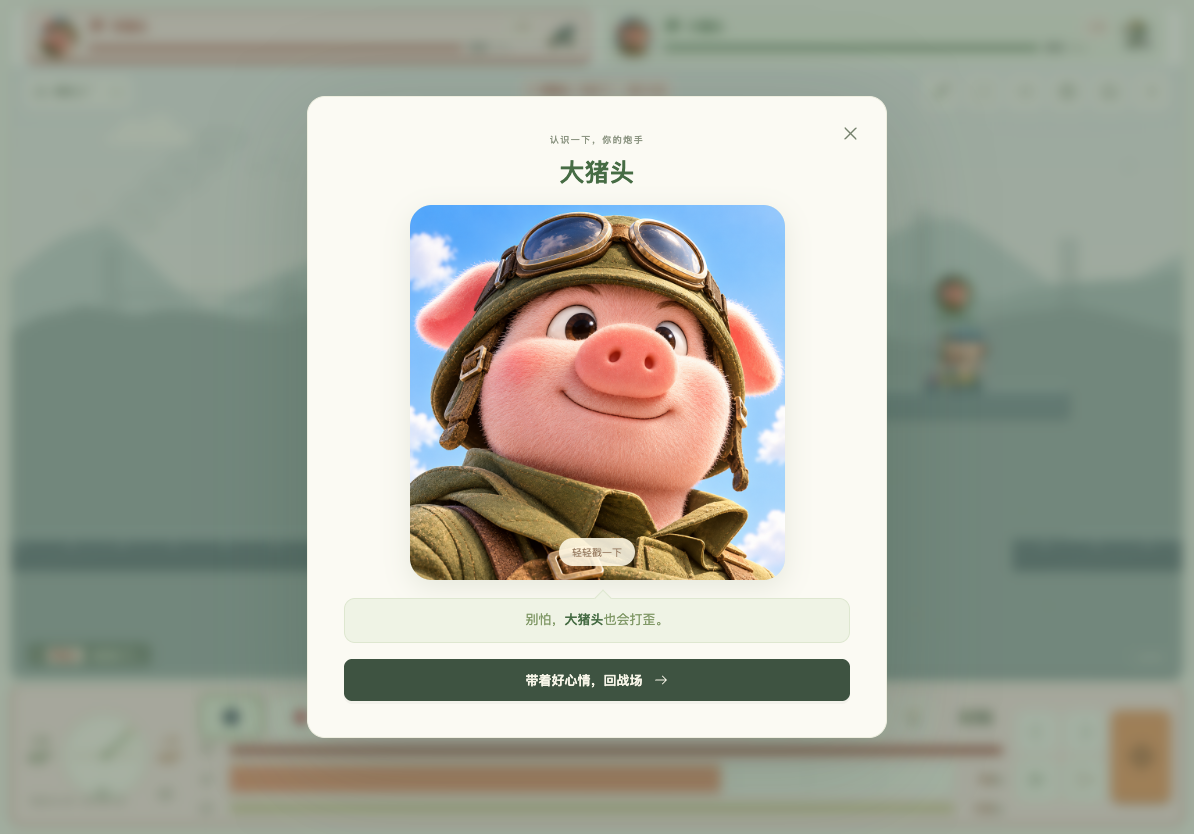 认识一下，你的炮手
大猪头
轻轻戳一下
别怕，大猪头也会打歪。
带着好心情，回战场 →